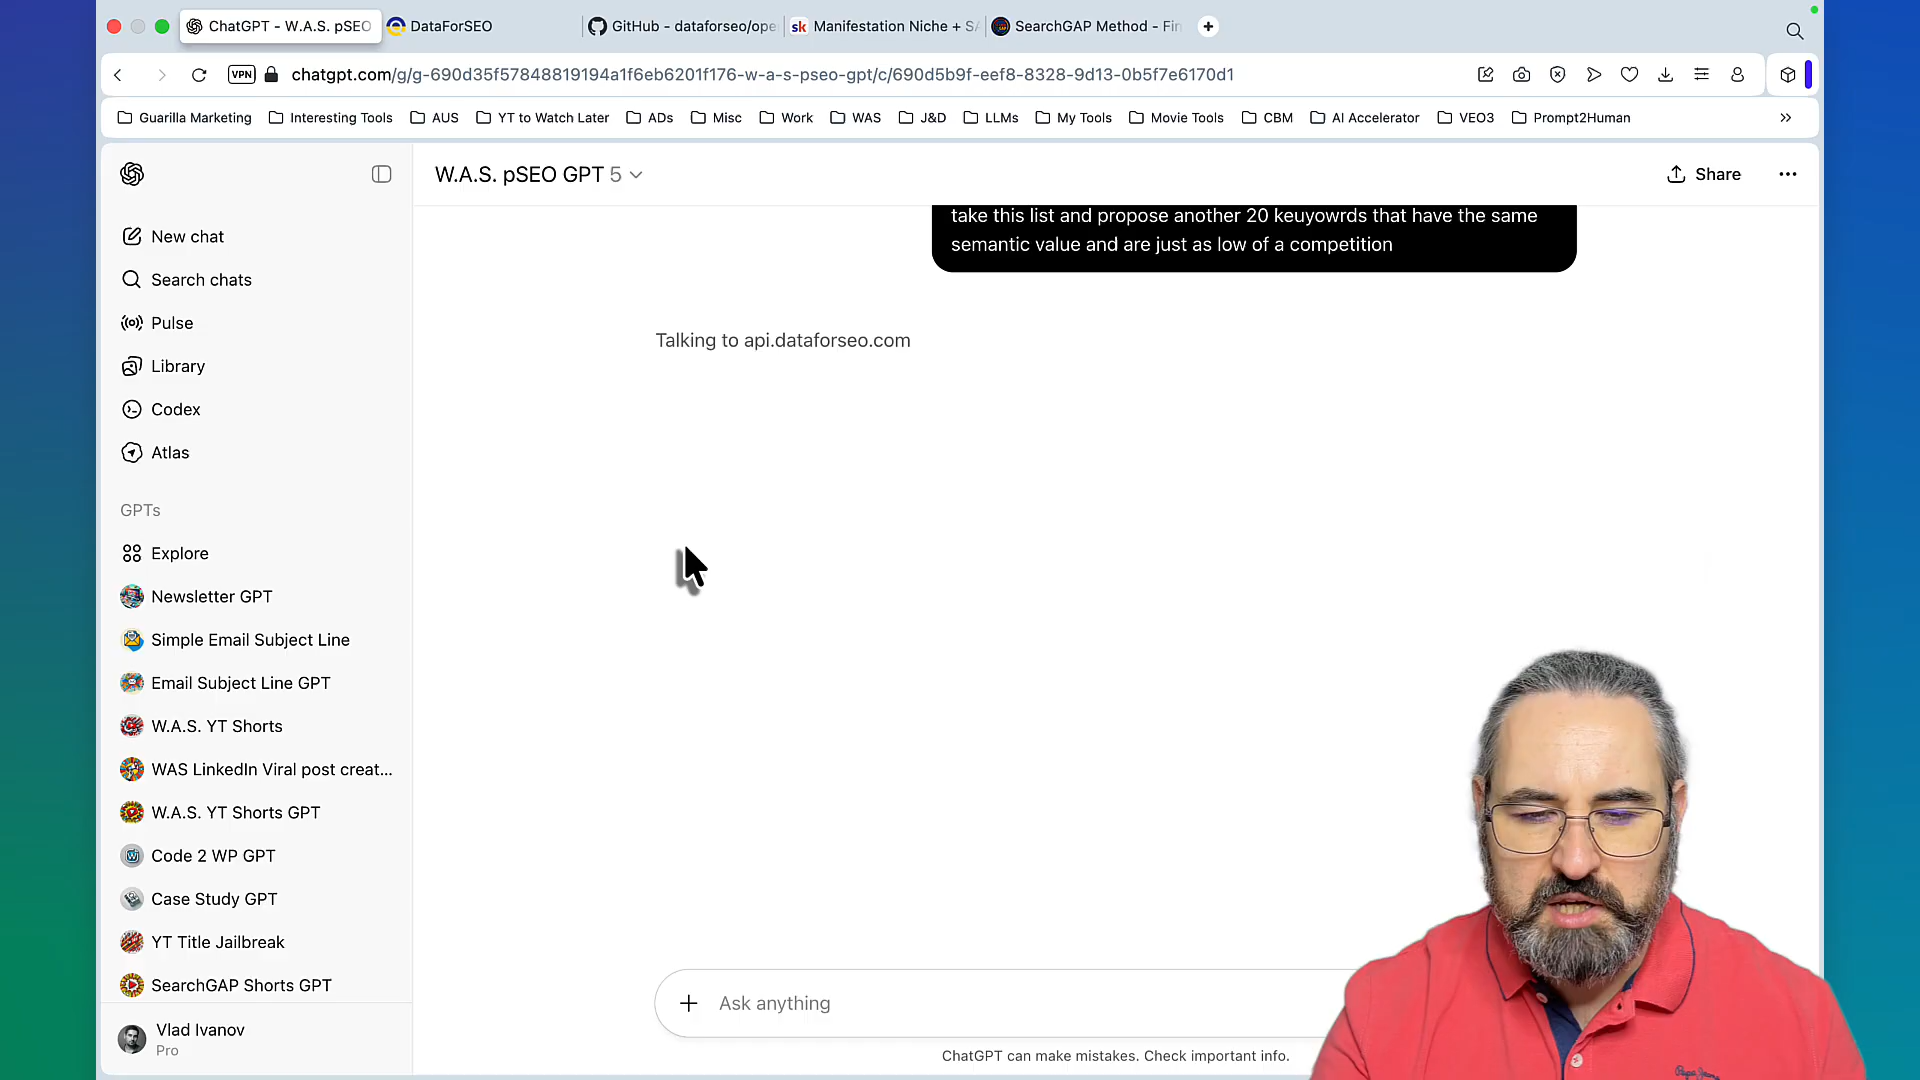 ChatGPT - W.A.S. pSEO
DataForSEO
GitHub - dataforseo/ope
sk
Manifestation Niche + S
SearchGAP Method - Fir
VPN
chatgpt.com/g/g-690d35f57848819194a1f6eb6201f176-w-a-s-pseo-gpt/c/690d5b9f-eef8-8328-9d13-0b5f7e6170d1
Guarilla Marketing
Interesting Tools
AUS
YT to Watch Later
ADs
Misc
Work
WAS
J&D
LLMs
My Tools
Movie Tools
CBM
AI Accelerator
VEO3
Prompt2Human
W.A.S. pSEO GPT 5
Share
New chat
Search chats
Pulse
Library
Codex
Atlas
GPTs
Explore
Newsletter GPT
Simple Email Subject Line
Email Subject Line GPT
W.A.S. YT Shorts
WAS LinkedIn Viral post creat...
W.A.S. YT Shorts GPT
Code 2 WP GPT
Case Study GPT
YT Title Jailbreak
SearchGAP Shorts GPT
Vlad Ivanov
Pro
take this list and propose another 20 keuyowrds that have the same
semantic value and are just as low of a competition
Talking to api.dataforseo.com
Ask anything
ChatGPT can make mistakes. Check important info.